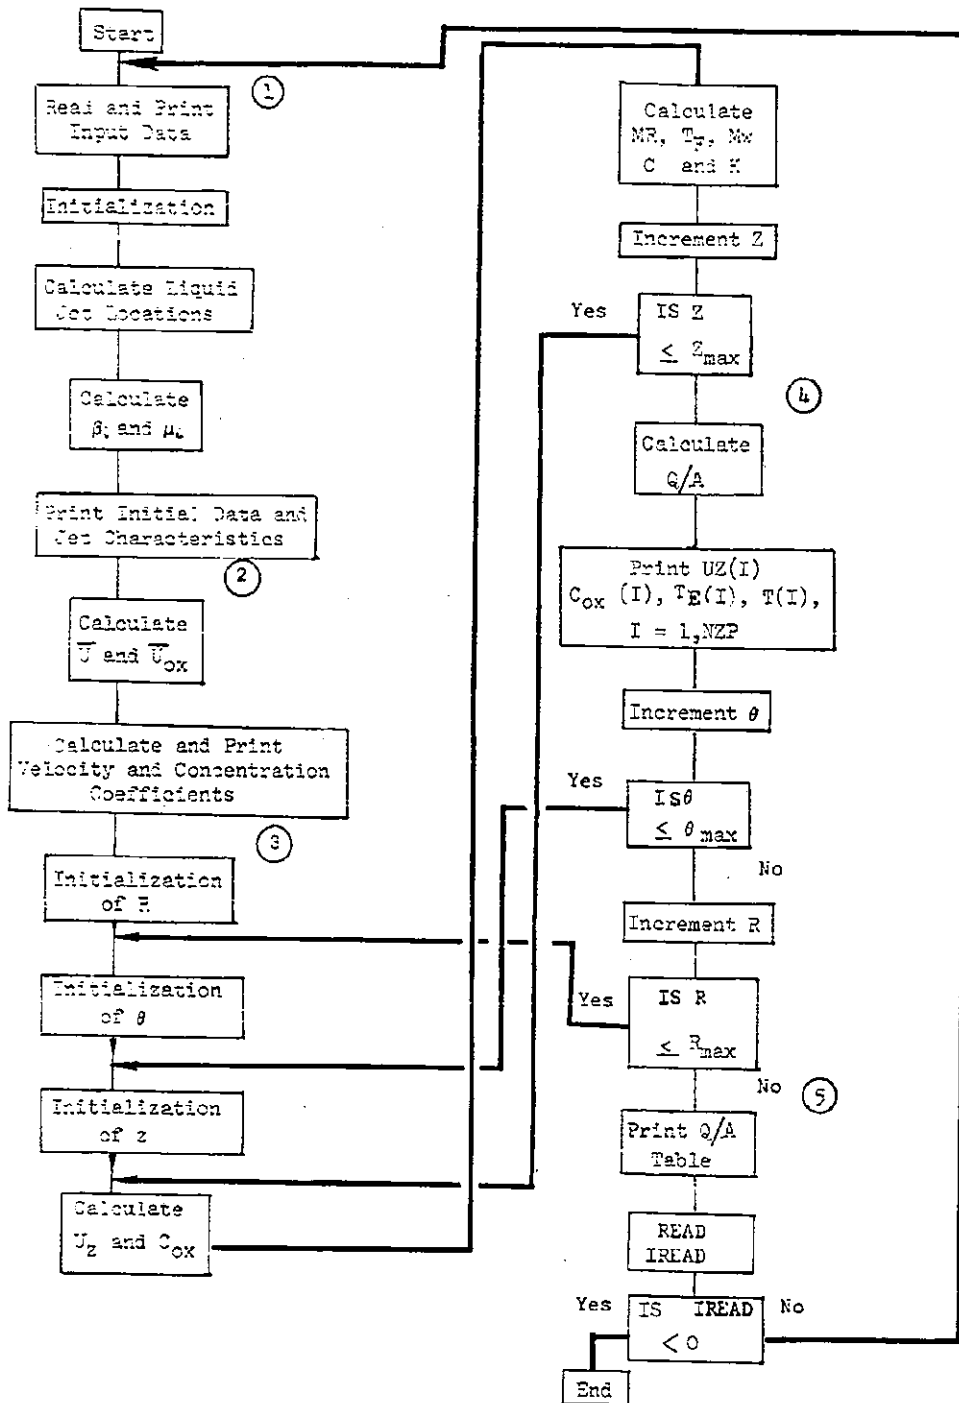 Start
1
Read and Print
Input Data
Initialization
Calculate Liquid
Jet Locations
Calculate
βi and μi
Print Initial Data and
Jet Characteristics
2
Calculate
U̅ and U̅ox
Calculate and Print
Velocity and Concentration
Coefficients
3
Initialization
of R
Initialization
of θ
Initialization
of z
Calculate
Uz and Cox
Calculate
MR, TF, Mw
C and K
Increment Z
Yes
IS Z
≤ Zmax
4
Calculate
Q/A
Print UZ(I)
Cox (I), TE(I), T(I),
I = 1,NZP
Increment θ
Yes
IS θ
≤ θmax
No
Increment R
Yes
IS R
≤ Rmax
No
5
Print Q/A
Table
READ
IREAD
Yes
IS IREAD
< 0
No
End